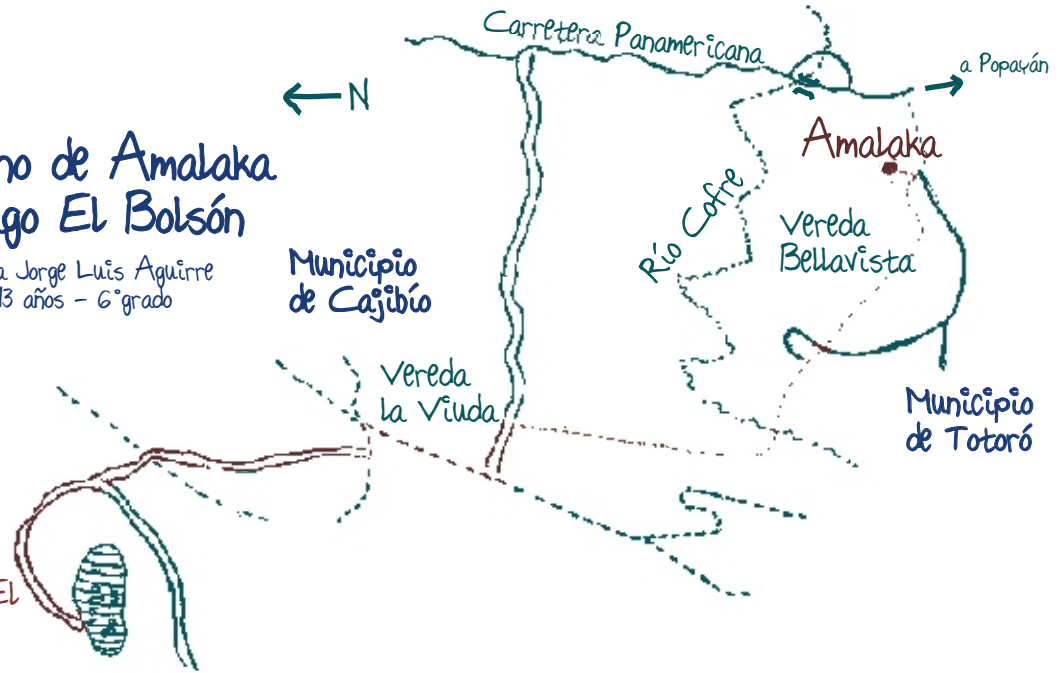 Carretera Panamericana
a Popayán
N
no de Amalaka
go El Bolsón
a Jorge Luis Aguirre
13 años - 6°grado
Amalaka
Río Cofre
Vereda
Bellavista
Municipio
de Cajibío
Vereda
la Viuda
Municipio
de Totoró
El